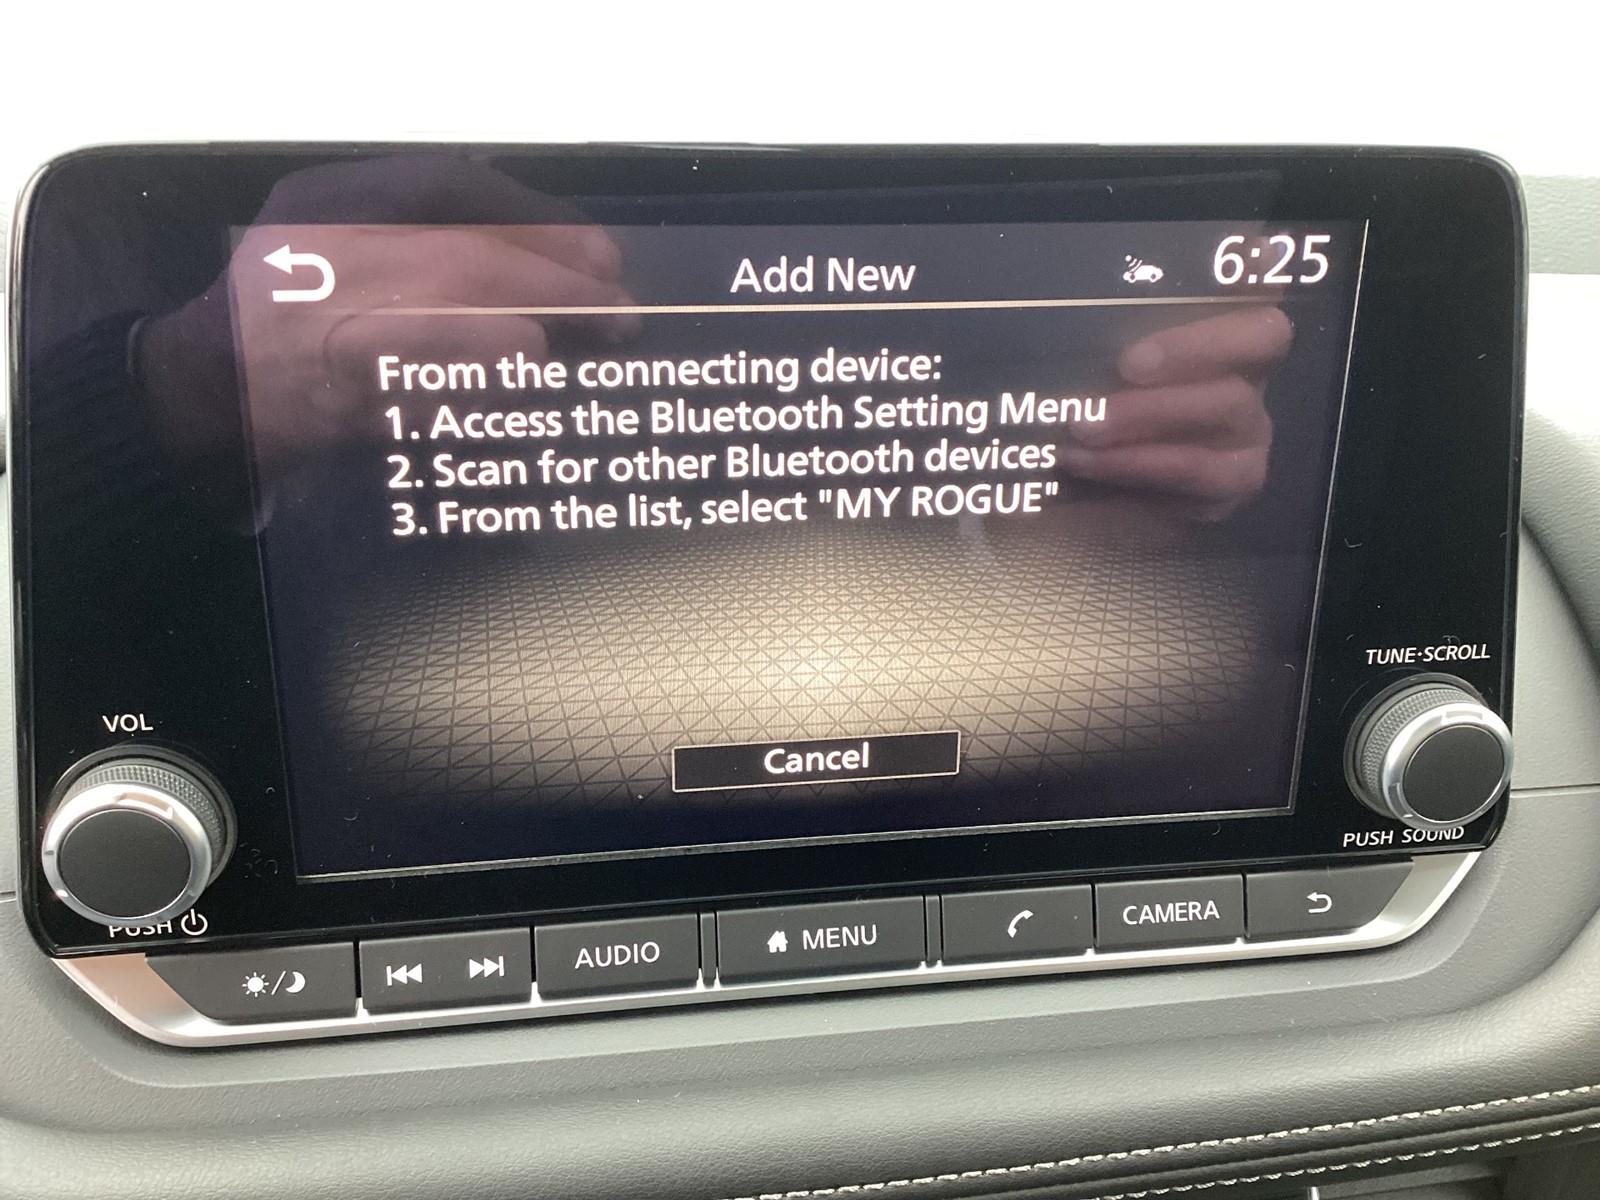 Add New
6:25
From the connecting device:
1. Access the Bluetooth Setting Menu
2. Scan for other Bluetooth devices
3. From the list, select "MY ROGUE"
Cancel
VOL
PUSH
TUNE·SCROLL
PUSH SOUND
AUDIO
MENU
CAMERA